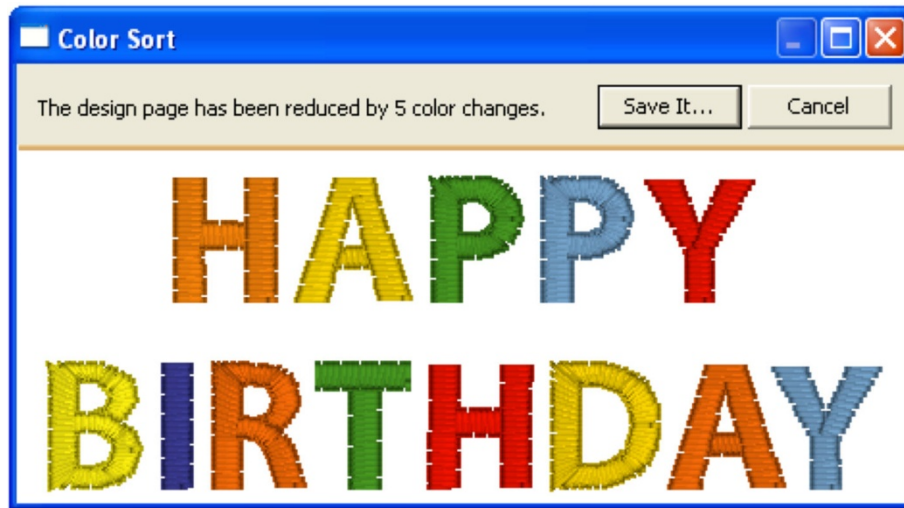 Color Sort
The design page has been reduced by 5 color changes.
Save It...
Cancel
HAPPY
BIRTHDAY